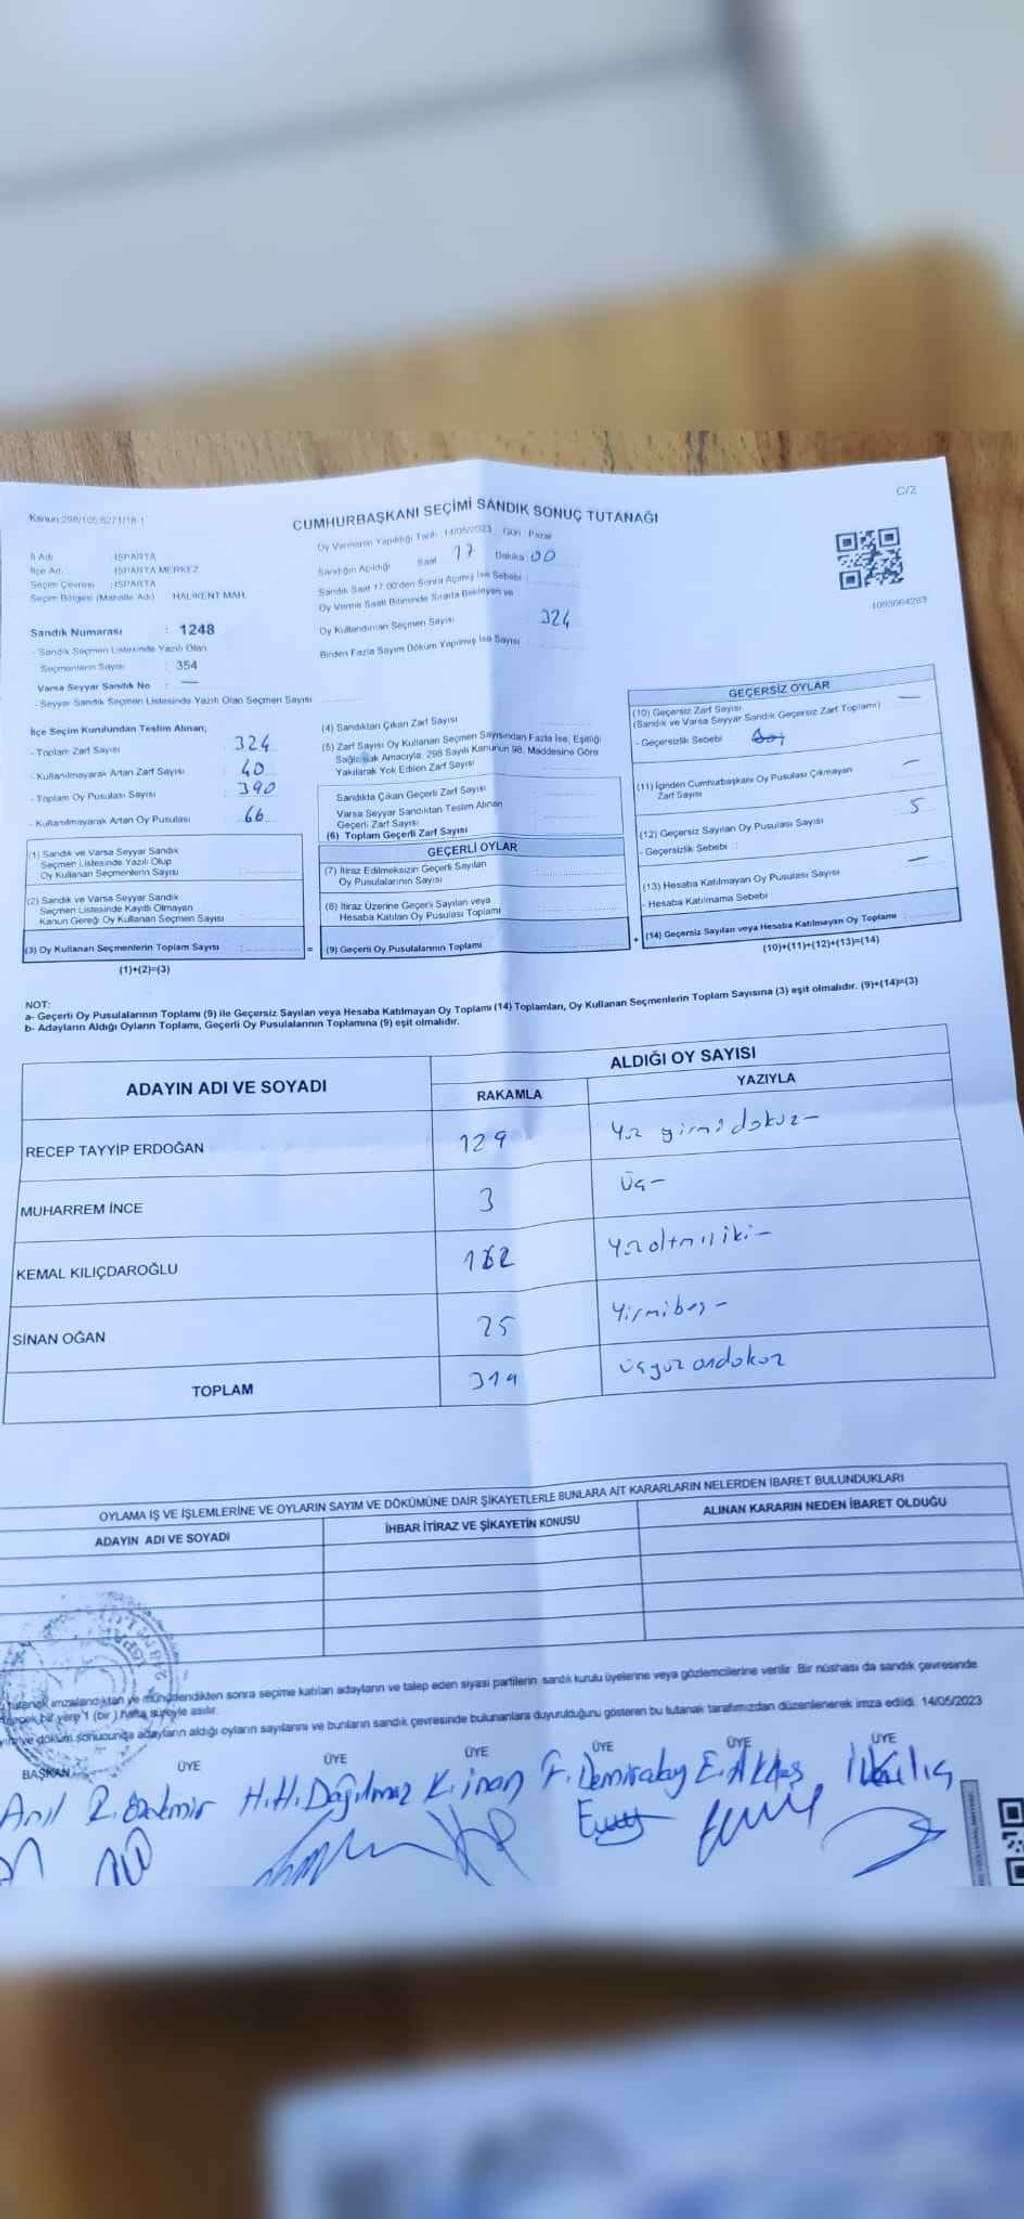 C/Z
Kanun:298/105.6271/18-1
CUMHURBAŞKANI SEÇİMİ SANDIK SONUÇ TUTANAĞI
İl Adı : ISPARTA
İlçe Adı : ISPARTA MERKEZ
Seçim Çevresi : ISPARTA
Seçim Bölgesi (Mahalle Adı) HALIKENT MAH.
Sandık Numarası : 1248
- Sandık Seçmen Listesinde Yazılı Olan
Seçmenlerin Sayısı : 354
Varsa Seyyar Sandık No : —
- Seyyar Sandık Seçmen Listesinde Yazılı Olan Seçmen Sayısı
Oy Vermenin Yapıldığı Tarih: 14/05/2023 Gün: Pazar
Sandığın Açıldığı Saat 17 Dakika: 00
Sandık Saat 17:00'den Sonra Açılmış İse Sebebi :
Oy Verme Saati Bitiminde Sırada Bekleyen ve
Oy Kullandırılan Seçmen Sayısı 324
Birden Fazla Sayım Döküm Yapılmış İse Sayısı
1093664283
İlçe Seçim Kurulundan Teslim Alınan;
- Toplam Zarf Sayısı : 324
- Kullanılmayarak Artan Zarf Sayısı : 40
- Toplam Oy Pusulası Sayısı : 390
- Kullanılmayarak Artan Oy Pusulası : 66
(1) Sandık ve Varsa Seyyar Sandık
Seçmen Listesinde Yazılı Olup
Oy Kullanan Seçmenlerin Sayısı
(2) Sandık ve Varsa Seyyar Sandık
Seçmen Listesinde Kayıtlı Olmayan
Kanun Gereği Oy Kullanan Seçmen Sayısı
(3) Oy Kullanan Seçmenlerin Toplam Sayısı :
(1)+(2)=(3)
(4) Sandıktan Çıkan Zarf Sayısı
(5) Zarf Sayısı Oy Kullanan Seçmen Sayısından Fazla İse, Eşitliği
Sağlamak Amacıyla, 298 Sayılı Kanunun 98. Maddesine Göre
Yakılarak Yok Edilen Zarf Sayısı
Sandıkta Çıkan Geçerli Zarf Sayısı
Varsa Seyyar Sandıktan Teslim Alınan
Geçerli Zarf Sayısı
(6) Toplam Geçerli Zarf Sayısı
GEÇERLİ OYLAR
(7) İtiraz Edilmeksizin Geçerli Sayılan
Oy Pusulalarının Sayısı
(8) İtiraz Üzerine Geçerli Sayılan veya
Hesaba Katılan Oy Pusulası Toplamı
= (9) Geçerli Oy Pusulalarının Toplamı
GEÇERSİZ OYLAR
(10) Geçersiz Zarf Sayısı —
(Sandık ve Varsa Seyyar Sandık Geçersiz Zarf Toplamı)
- Geçersizlik Sebebi
(11) İçinden Cumhurbaşkanı Oy Pusulası Çıkmayan —
Zarf Sayısı
(12) Geçersiz Sayılan Oy Pusulası Sayısı 5
- Geçersizlik Sebebi :
(13) Hesaba Katılmayan Oy Pusulası Sayısı —
- Hesaba Katılmama Sebebi
+ (14) Geçersiz Sayılan veya Hesaba Katılmayan Oy Toplamı
(10)+(11)+(12)+(13)=(14)
NOT:
a- Geçerli Oy Pusulalarının Toplamı (9) ile Geçersiz Sayılan veya Hesaba Katılmayan Oy Toplamı (14) Toplamları, Oy Kullanan Seçmenlerin Toplam Sayısına (3) eşit olmalıdır. (9)+(14)=(3)
b- Adayların Aldığı Oyların Toplamı, Geçerli Oy Pusulalarının Toplamına (9) eşit olmalıdır.
ADAYIN ADI VE SOYADI ALDIĞI OY SAYISI
RAKAMLA YAZIYLA
RECEP TAYYİP ERDOĞAN 129 Yüz yirmi dokuz—
MUHARREM İNCE 3 Üç—
KEMAL KILIÇDAROĞLU 162 Yüzaltmışiki—
SİNAN OĞAN 25 Yirmibeş—
TOPLAM 319 üçyüz ondokuz
OYLAMA İŞ VE İŞLEMLERİNE VE OYLARIN SAYIM VE DÖKÜMÜNE DAİR ŞİKAYETLERLE BUNLARA AİT KARARLARIN NELERDEN İBARET BULUNDUKLARI
ADAYIN ADI VE SOYADI İHBAR İTİRAZ VE ŞİKAYETİN KONUSU ALINAN KARARIN NEDEN İBARET OLDUĞU
tutanak imzalandıktan ve mühürlendikten sonra seçime katılan adayların ve talep eden siyasi partilerin sandık kurulu üyelerine veya gözlemcilerine verilir. Bir nüshası da sandık çevresinde
bir yere 1 (bir) hafta süreyle asılır.
ve döküm sonucunda adayların aldığı oyların sayılarını ve bunların sandık çevresinde bulunanlara duyurulduğunu gösteren bu tutanak tarafımızdan düzenlenerek imza edildi. 14/05/2023
BAŞKAN ÜYE ÜYE ÜYE ÜYE ÜYE ÜYE
Anıl R. Özdemir H.H. Dağılmaz K. inan F. Demiralay E. Aktaş İ. Kılıç